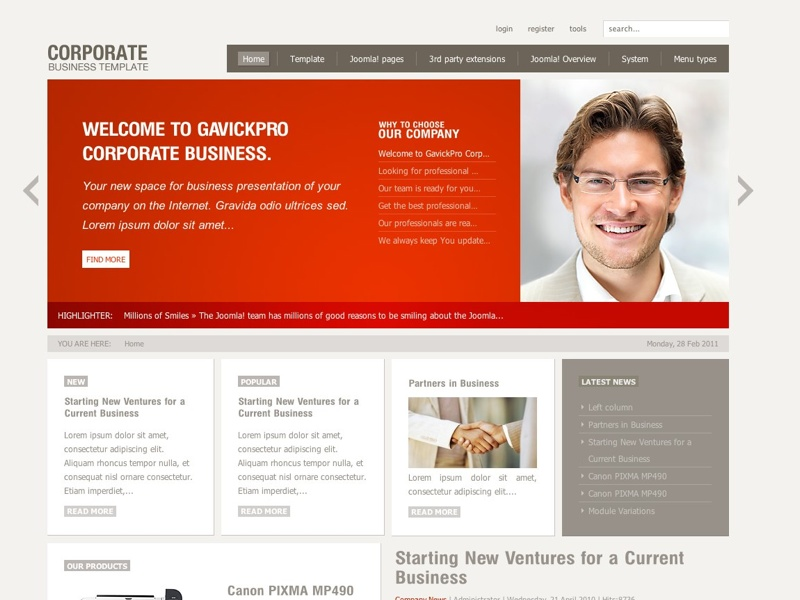 login register tools search...
CORPORATE
BUSINESS TEMPLATE
Home Template Joomla! pages 3rd party extensions Joomla! Overview System Menu types
WELCOME TO GAVICKPRO
CORPORATE BUSINESS.
Your new space for business presentation of your
company on the Internet. Gravida odio ultrices sed.
Lorem ipsum dolor sit amet...
FIND MORE
WHY TO CHOOSE
OUR COMPANY
Welcome to GavickPro Corp...
Looking for professional ...
Our team is ready for you...
Get the best professional...
Our professionals are rea...
We always keep You update...
HIGHLIGHTER: Millions of Smiles » The Joomla! team has millions of good reasons to be smiling about the Joomla...
YOU ARE HERE: Home Monday, 28 Feb 2011
NEW
Starting New Ventures for a
Current Business
Lorem ipsum dolor sit amet,
consectetur adipiscing elit.
Aliquam rhoncus tempor nulla, et
consequat nisl ornare consectetur.
Etiam imperdiet,...
READ MORE
POPULAR
Starting New Ventures for a
Current Business
Lorem ipsum dolor sit amet,
consectetur adipiscing elit.
Aliquam rhoncus tempor nulla, et
consequat nisl ornare consectetur.
Etiam imperdiet,...
READ MORE
Partners in Business
Lorem ipsum dolor sit amet,
consectetur adipiscing elit....
READ MORE
LATEST NEWS
Left column
Partners in Business
Starting New Ventures for a
Current Business
Canon PIXMA MP490
Canon PIXMA MP490
Module Variations
OUR PRODUCTS
Canon PIXMA MP490
Starting New Ventures for a Current
Business
Company News | Administrator | Wednesday, 21 April 2010 | Hits:8736